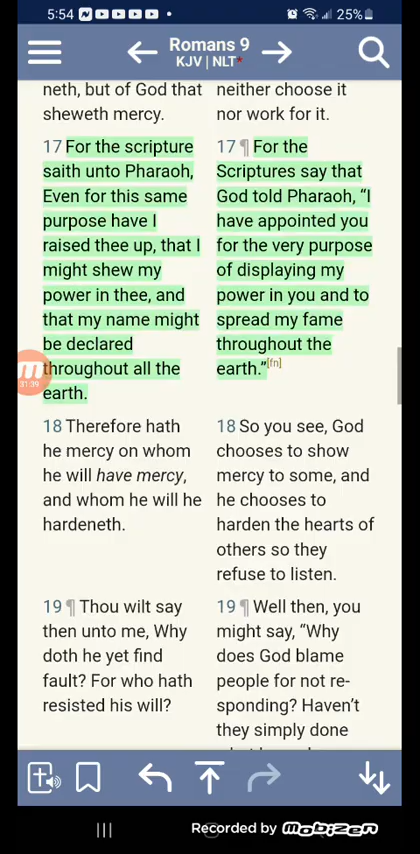 5:54
25%
Romans 9
KJV | NLT*
neth, but of God that
sheweth mercy.
17 For the scripture
saith unto Pharaoh,
Even for this same
purpose have I
raised thee up, that I
might shew my
power in thee, and
that my name might
be declared
throughout all the
earth.
18 Therefore hath
he mercy on whom
he will have mercy,
and whom he will he
hardeneth.
19 ¶ Thou wilt say
then unto me, Why
doth he yet find
fault? For who hath
resisted his will?
neither choose it
nor work for it.
17 ¶ For the
Scriptures say that
God told Pharaoh, “I
have appointed you
for the very purpose
of displaying my
power in you and to
spread my fame
throughout the
earth.”[fn]
18 So you see, God
chooses to show
mercy to some, and
he chooses to
harden the hearts of
others so they
refuse to listen.
19 ¶ Well then, you
might say, “Why
does God blame
people for not re-
sponding? Haven’t
they simply done
31:39
Recorded by Mobizen